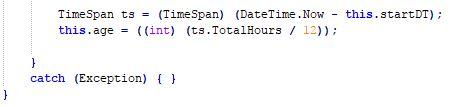 TimeSpan ts = (TimeSpan) (DateTime.Now - this.startDT);
this.age = ((int) (ts.TotalHours / 12));
}
catch (Exception) { }
}